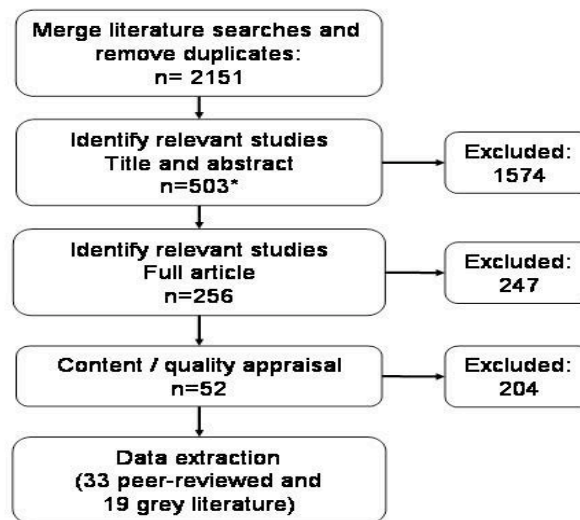 Merge literature searches and
remove duplicates:
n= 2151
Identify relevant studies
Title and abstract
n=503*
Excluded:
1574
Identify relevant studies
Full article
n=256
Excluded:
247
Content / quality appraisal
n=52
Excluded:
204
Data extraction
(33 peer-reviewed and
19 grey literature)